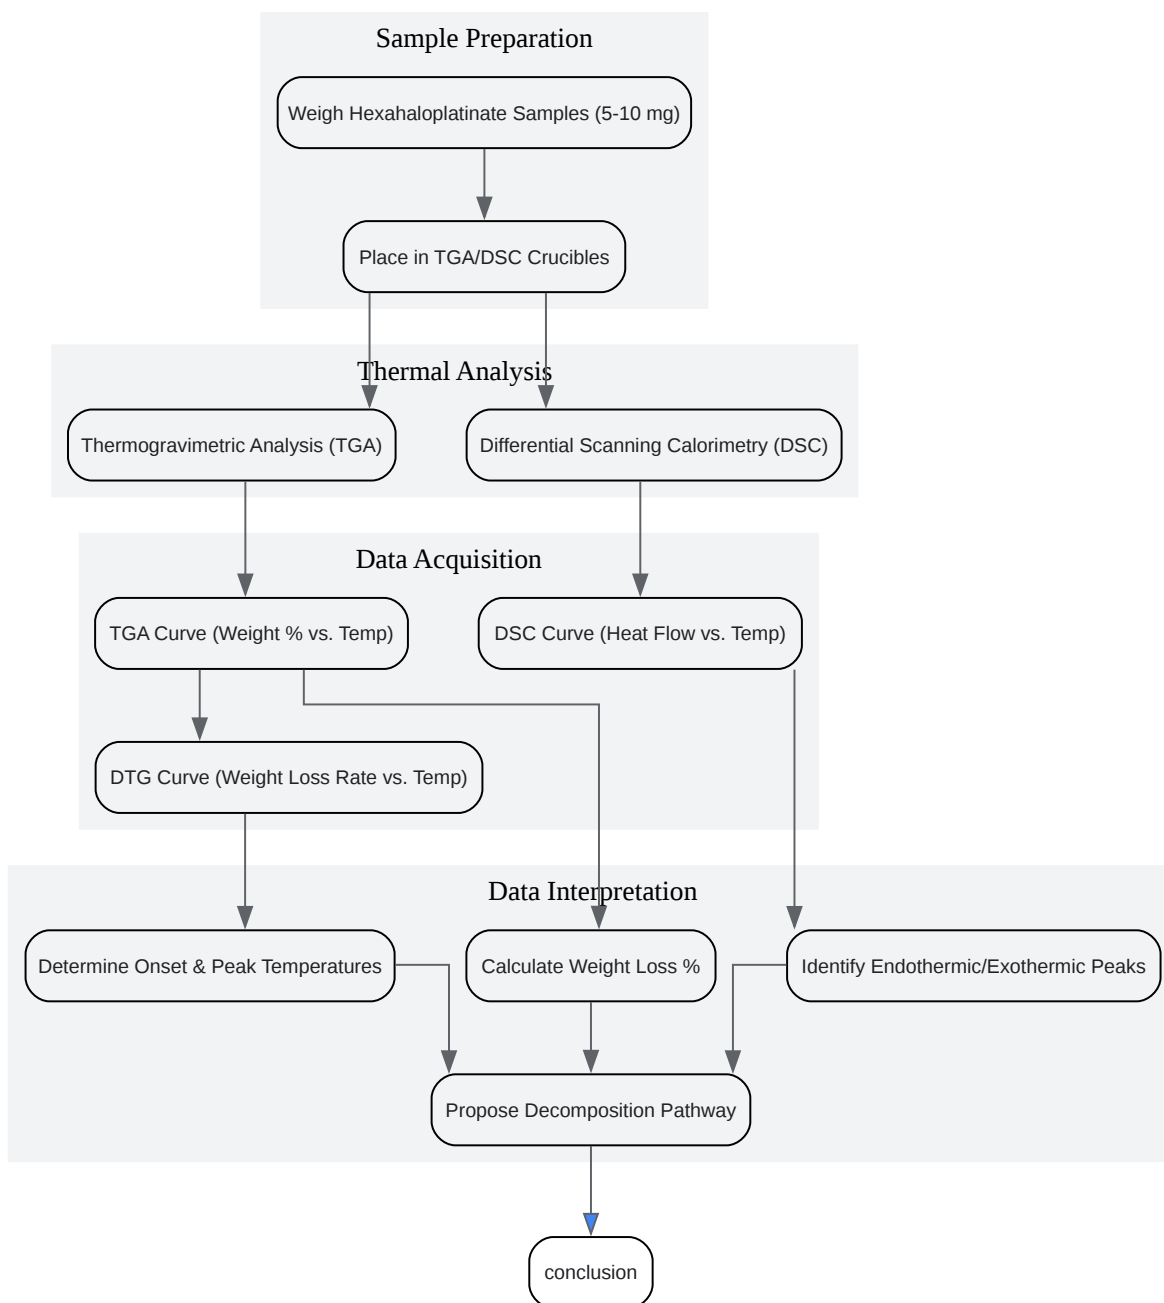 Sample Preparation
Weigh Hexahaloplatinate Samples (5-10 mg)
Place in TGA/DSC Crucibles
Thermal Analysis
Thermogravimetric Analysis (TGA)
Differential Scanning Calorimetry (DSC)
Data Acquisition
TGA Curve (Weight % vs. Temp)
DSC Curve (Heat Flow vs. Temp)
DTG Curve (Weight Loss Rate vs. Temp)
Data Interpretation
Determine Onset & Peak Temperatures
Calculate Weight Loss %
Identify Endothermic/Exothermic Peaks
Propose Decomposition Pathway
conclusion